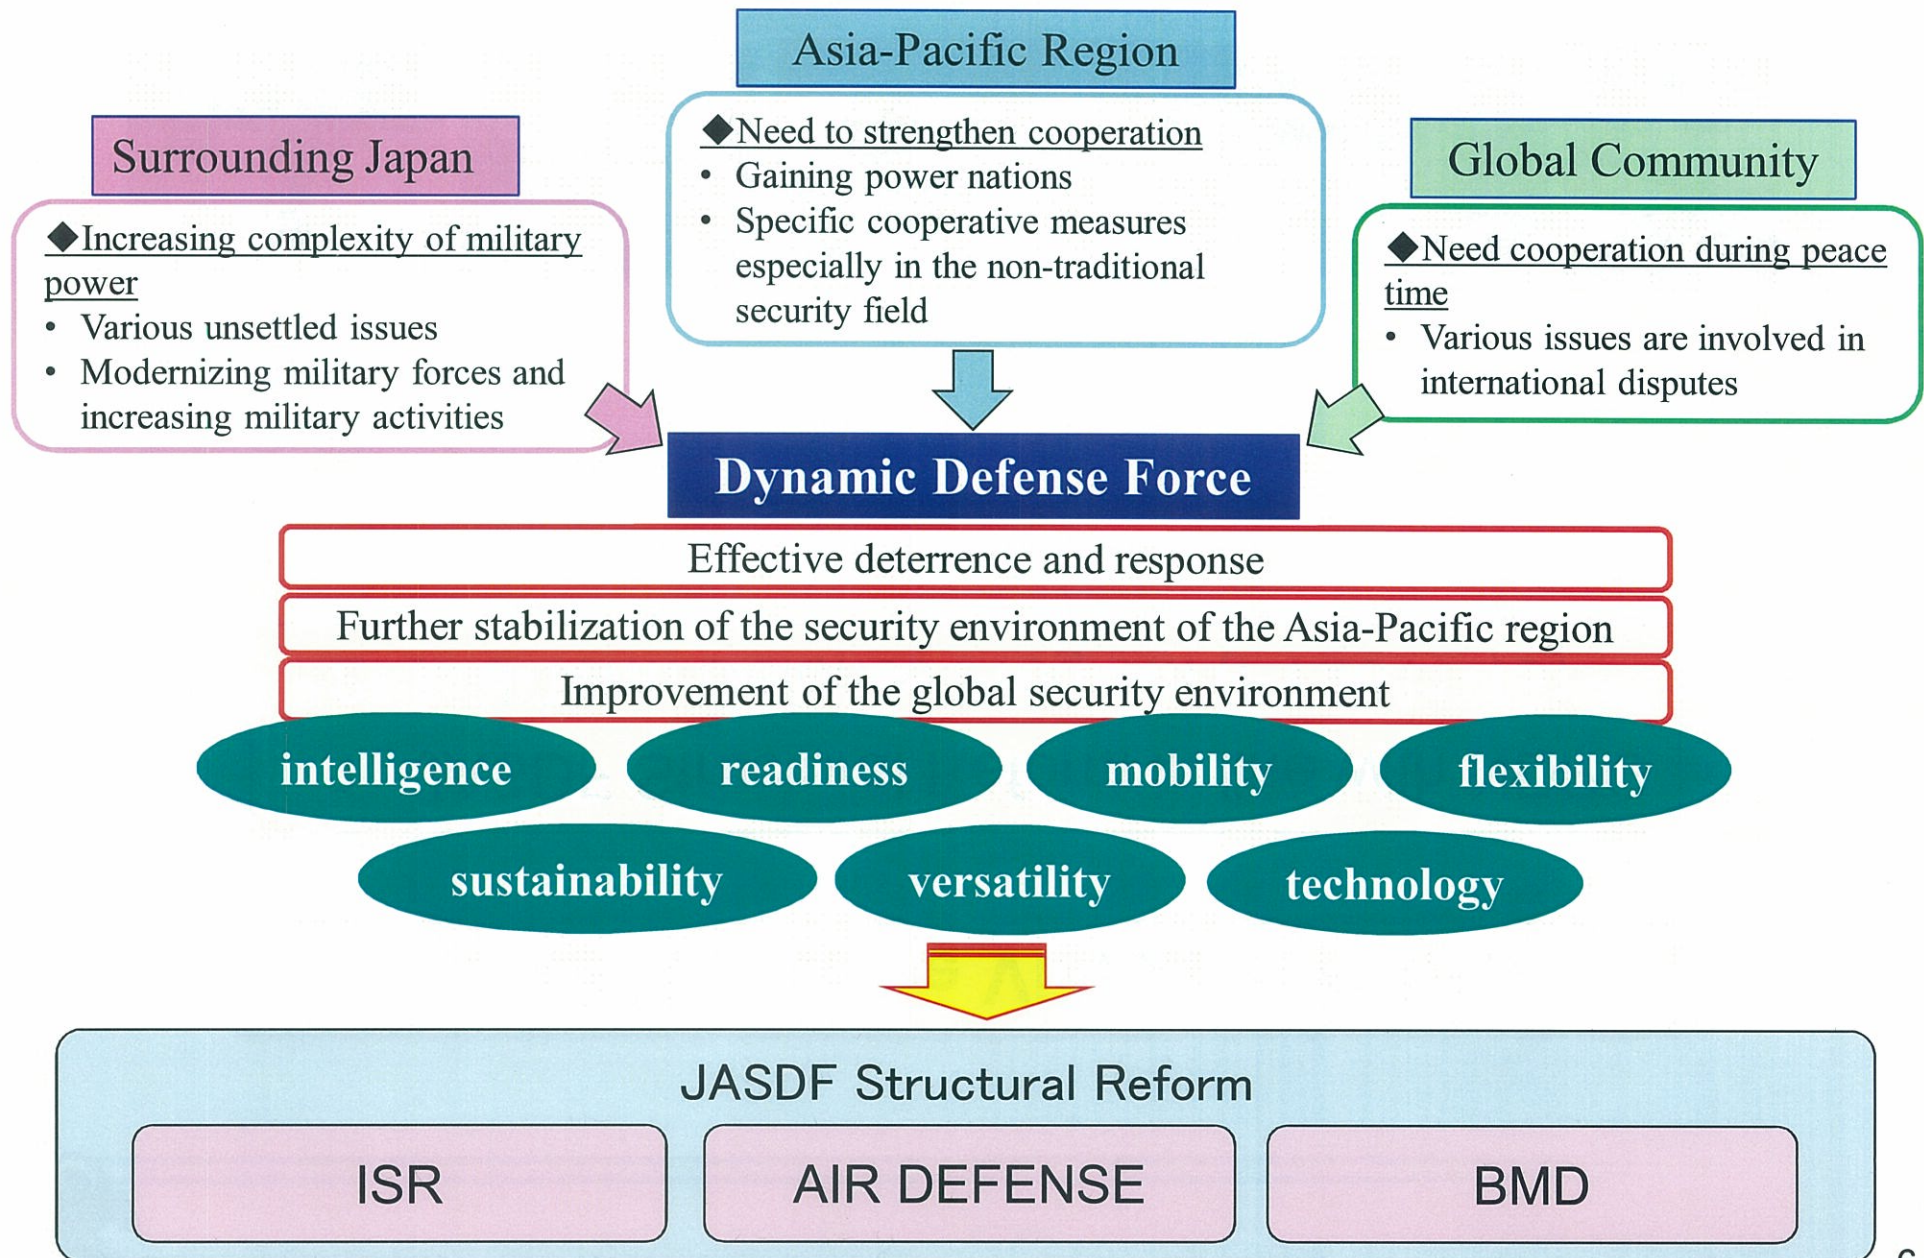 Asia-Pacific Region
Surrounding Japan
Global Community
◆Need to strengthen cooperation
• Gaining power nations
• Specific cooperative measures
especially in the non-traditional
security field
◆Increasing complexity of military
power
• Various unsettled issues
• Modernizing military forces and
increasing military activities
◆Need cooperation during peace
time
• Various issues are involved in
international disputes
Dynamic Defense Force
Effective deterrence and response
Further stabilization of the security environment of the Asia-Pacific region
Improvement of the global security environment
intelligence
readiness
mobility
flexibility
sustainability
versatility
technology
JASDF Structural Reform
ISR
AIR DEFENSE
BMD